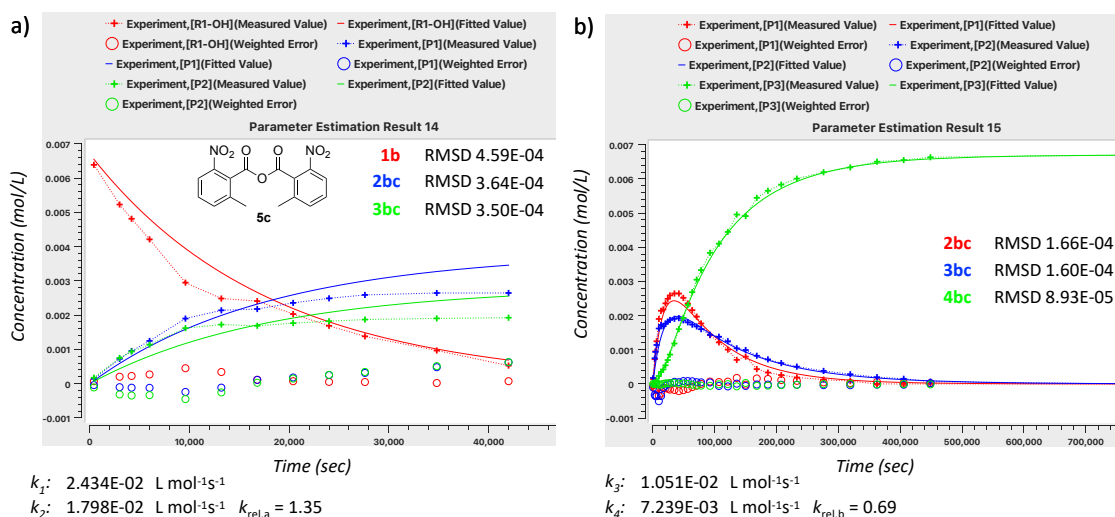 a)
Experiment,[R1-OH](Measured Value) Experiment,[R1-OH](Fitted Value)
Experiment,[R1-OH](Weighted Error) Experiment,[P1](Measured Value)
Experiment,[P1](Fitted Value) Experiment,[P1](Weighted Error)
Experiment,[P2](Measured Value) Experiment,[P2](Fitted Value)
Experiment,[P2](Weighted Error)
Parameter Estimation Result 14
Concentration (mol/L)
0.007
0.006
0.005
0.004
0.003
0.002
0.001
0
-0.001
NO₂ O O NO₂
O
5c
1b RMSD 4.59E-04
2bc RMSD 3.64E-04
3bc RMSD 3.50E-04
0 10,000 20,000 30,000 40,000
Time (sec)
k₁: 2.434E-02 L mol⁻¹s⁻¹
k₂: 1.798E-02 L mol⁻¹s⁻¹ krel.a = 1.35
b)
Experiment,[P1](Measured Value) Experiment,[P1](Fitted Value)
Experiment,[P1](Weighted Error) Experiment,[P2](Measured Value)
Experiment,[P2](Fitted Value) Experiment,[P2](Weighted Error)
Experiment,[P3](Measured Value) Experiment,[P3](Fitted Value)
Experiment,[P3](Weighted Error)
Parameter Estimation Result 15
Concentration (mol/L)
0.007
0.006
0.005
0.004
0.003
0.002
0.001
0
-0.001
2bc RMSD 1.66E-04
3bc RMSD 1.60E-04
4bc RMSD 8.93E-05
0 100,000 200,000 300,000 400,000 500,000 600,000 700,000
Time (sec)
k₃: 1.051E-02 L mol⁻¹s⁻¹
k₄: 7.239E-03 L mol⁻¹s⁻¹ krel.b = 0.69